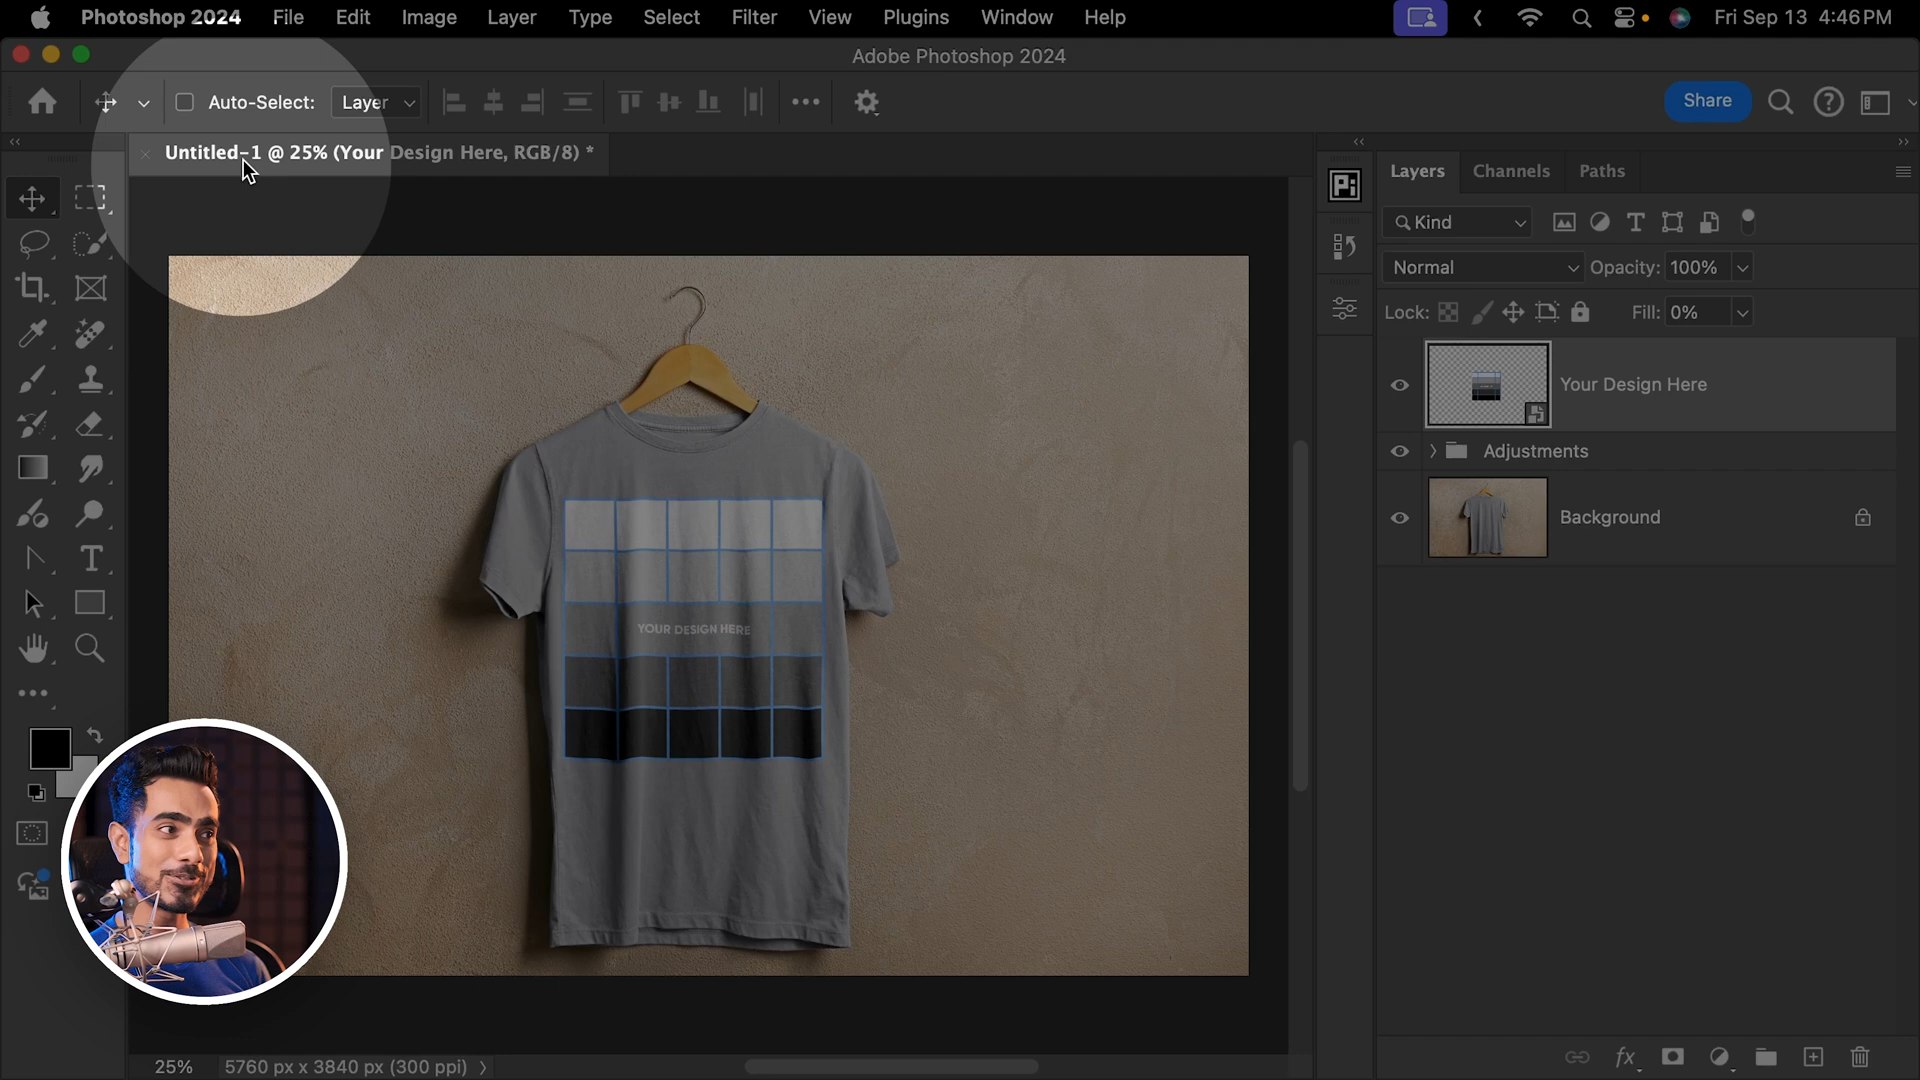 Photoshop 2024 File Edit Image Layer Type Select Filter View Plugins Window Help Fri Sep 13 4:46 PM
Adobe Photoshop 2024
Auto-Select: Layer Share
Untitled-1 @ 25% (Your Design Here, RGB/8) *
Pi
Layers Channels Paths
Kind
Normal Opacity: 100%
Lock: Fill: 0%
Your Design Here
Adjustments
Background
YOUR DESIGN HERE
fx
25% 5760 px x 3840 px (300 ppi)